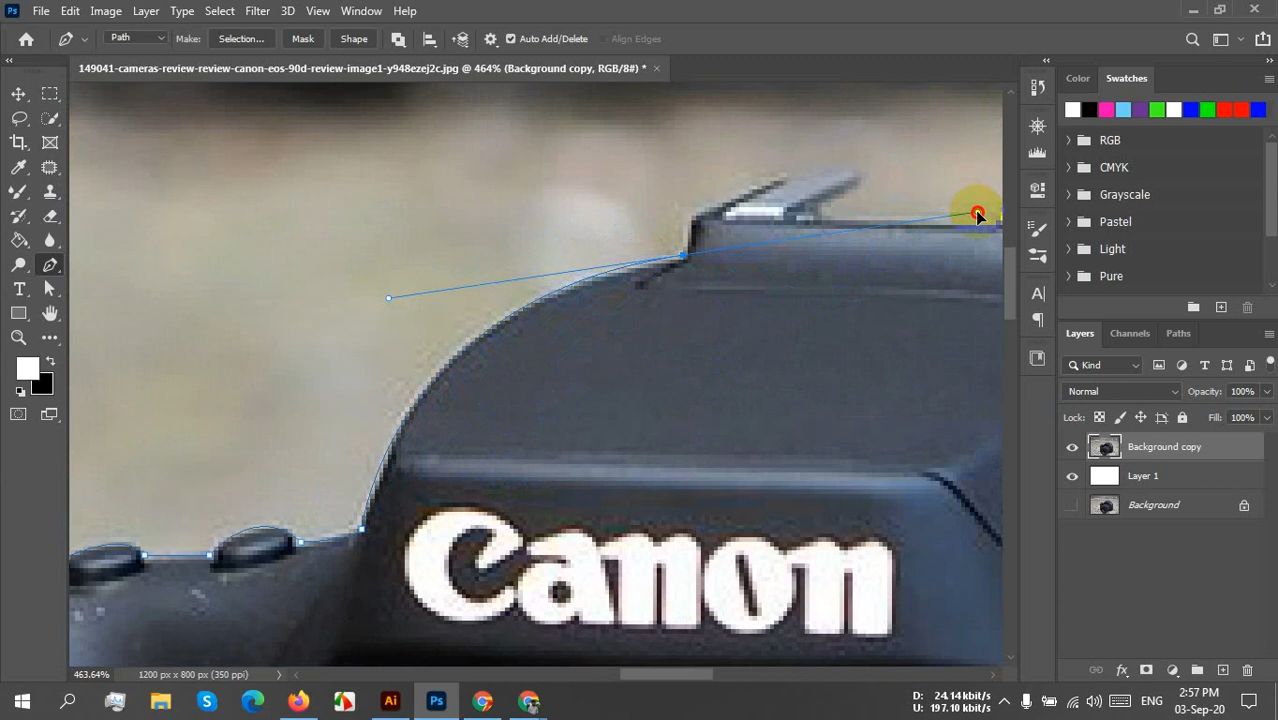 Ps File Edit Image Layer Type Select Filter 3D View Window Help
Path Make: Selection... Mask Shape Auto Add/Delete Align Edges
149041-cameras-review-review-canon-eos-90d-review-image1-y948ezej2c.jpg @ 464% (Background copy, RGB/8#) *
Color Swatches
RGB
CMYK
Grayscale
Pastel
Light
Pure
Layers Channels Paths
Kind
Normal Opacity: 100%
Lock: Fill: 100%
Background copy
Layer 1
Background
Canon
463.64% 1200 px x 800 px (350 ppi)
Ai Ps
D: 24.14 kbit/s
U: 197.10 kbit/s
ENG
2:57 PM
03-Sep-20